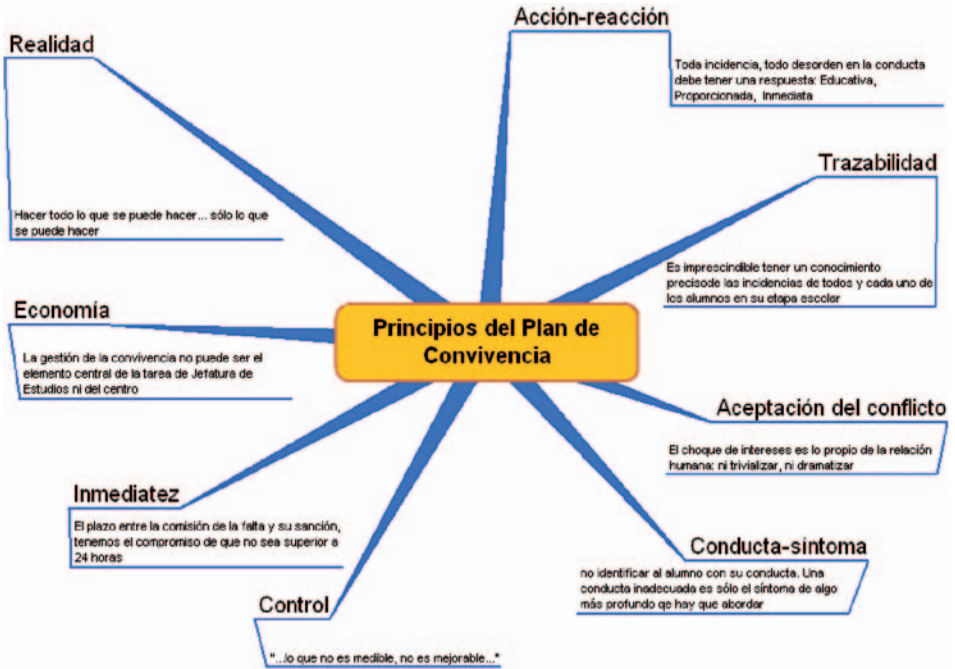 Principios del Plan de
Convivencia
Acción-reacción
Toda incidencia, todo desorden en la conducta
debe tener una respuesta: Educativa,
Proporcionada, Inmediata
Trazabilidad
Es imprescindible tener un conocimiento
precisode las incidencias de todos y cada uno de
los alumnos en su etapa escolar
Aceptación del conflicto
El choque de intereses es lo propio de la relación
humana: ni trivializar, ni dramatizar
Conducta-síntoma
no identificar al alumno con su conducta. Una
conducta inadecuada es sólo el síntoma de algo
más profundo qe hay que abordar
Control
"...lo que no es medible, no es mejorable..."
Inmediatez
El plazo entre la comisión de la falta y su sanción,
tenemos el compromiso de que no sea superior a
24 horas
Economía
La gestión de la convivencia no puede ser el
elemento central de la tarea de Jefatura de
Estudios ni del centro
Realidad
Hacer todo lo que se puede hacer... sólo lo que
se puede hacer